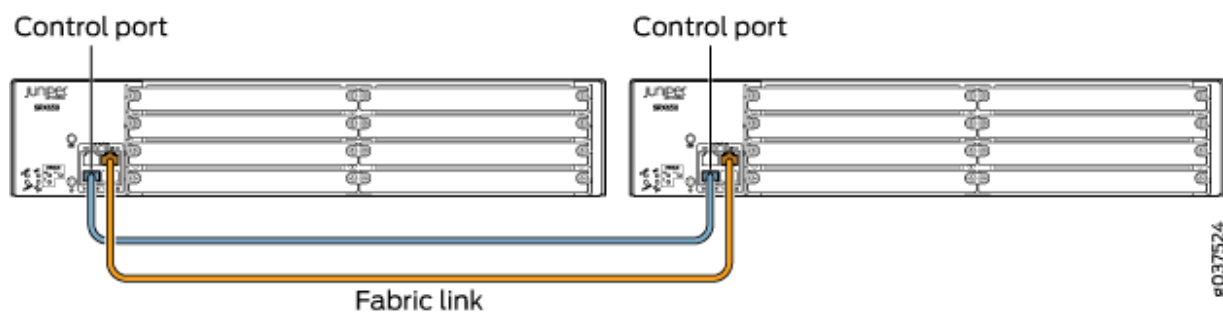 Control port
Control port
Juniper
SRX650
Juniper
SRX650
Fabric link
g037524